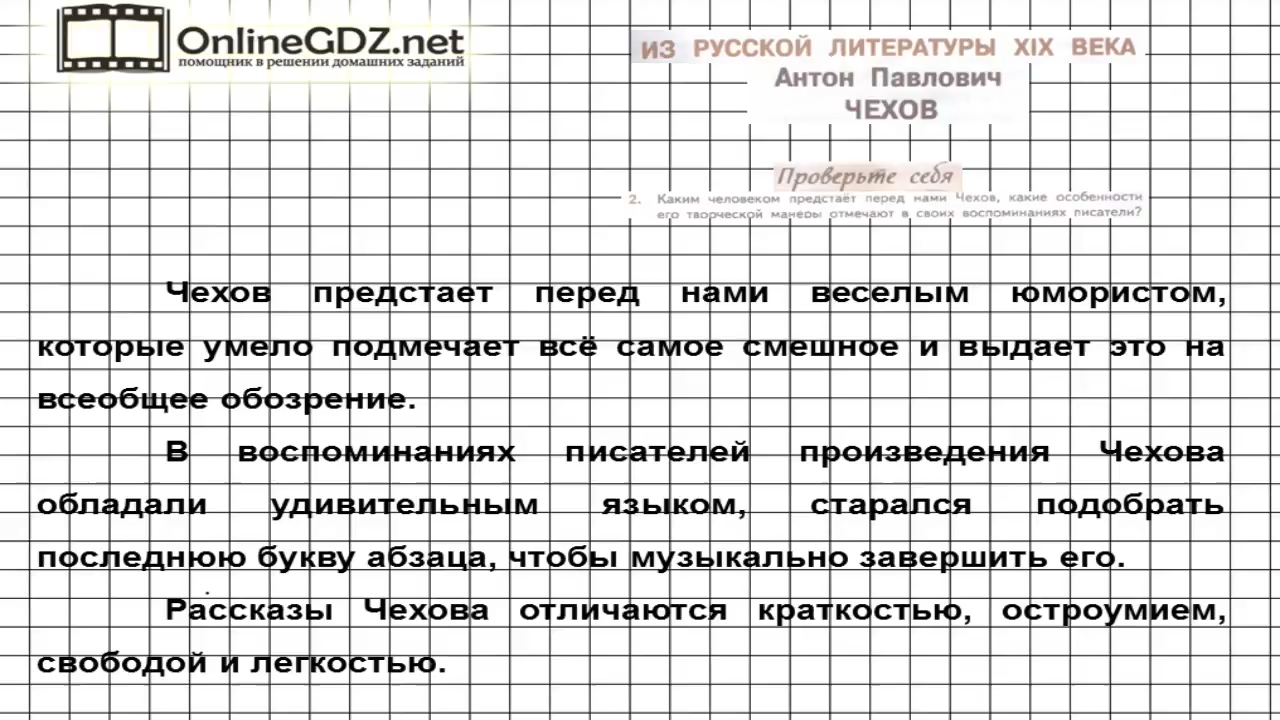 OnlineGDZ.net
помощник в решении домашних заданий
ИЗ РУССКОЙ ЛИТЕРАТУРЫ XIX ВЕКА
Антон Павлович
ЧЕХОВ
Проверьте себя
2. Каким человеком предстаёт перед нами Чехов, какие особенности
его творческой манеры отмечают в своих воспоминаниях писатели?
Чехов предстает перед нами веселым юмористом,
которые умело подмечает всё самое смешное и выдает это на
всеобщее обозрение.
В воспоминаниях писателей произведения Чехова
обладали удивительным языком, старался подобрать
последнюю букву абзаца, чтобы музыкально завершить его.
Рассказы Чехова отличаются краткостью, остроумием,
свободой и легкостью.